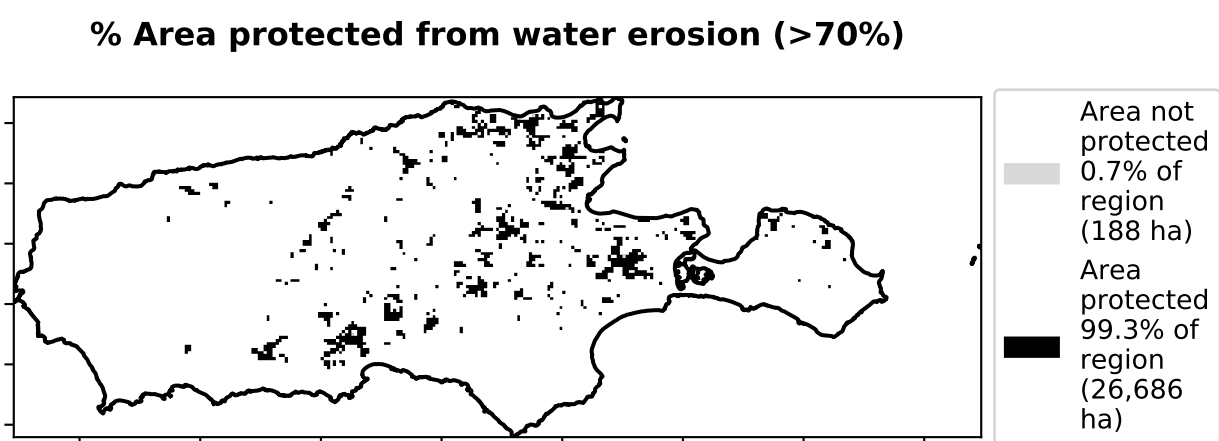 % Area protected from water erosion (>70%)
Area not
protected
0.7% of
region
(188 ha)
Area
protected
99.3% of
region
(26,686
ha)